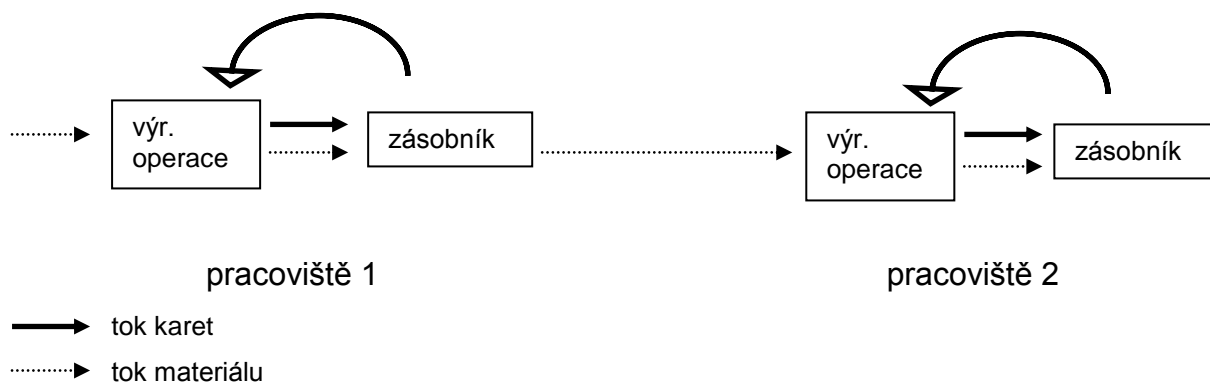 výr.
operace
zásobník
výr.
operace
zásobník
pracoviště 1
pracoviště 2
tok karet
tok materiálu